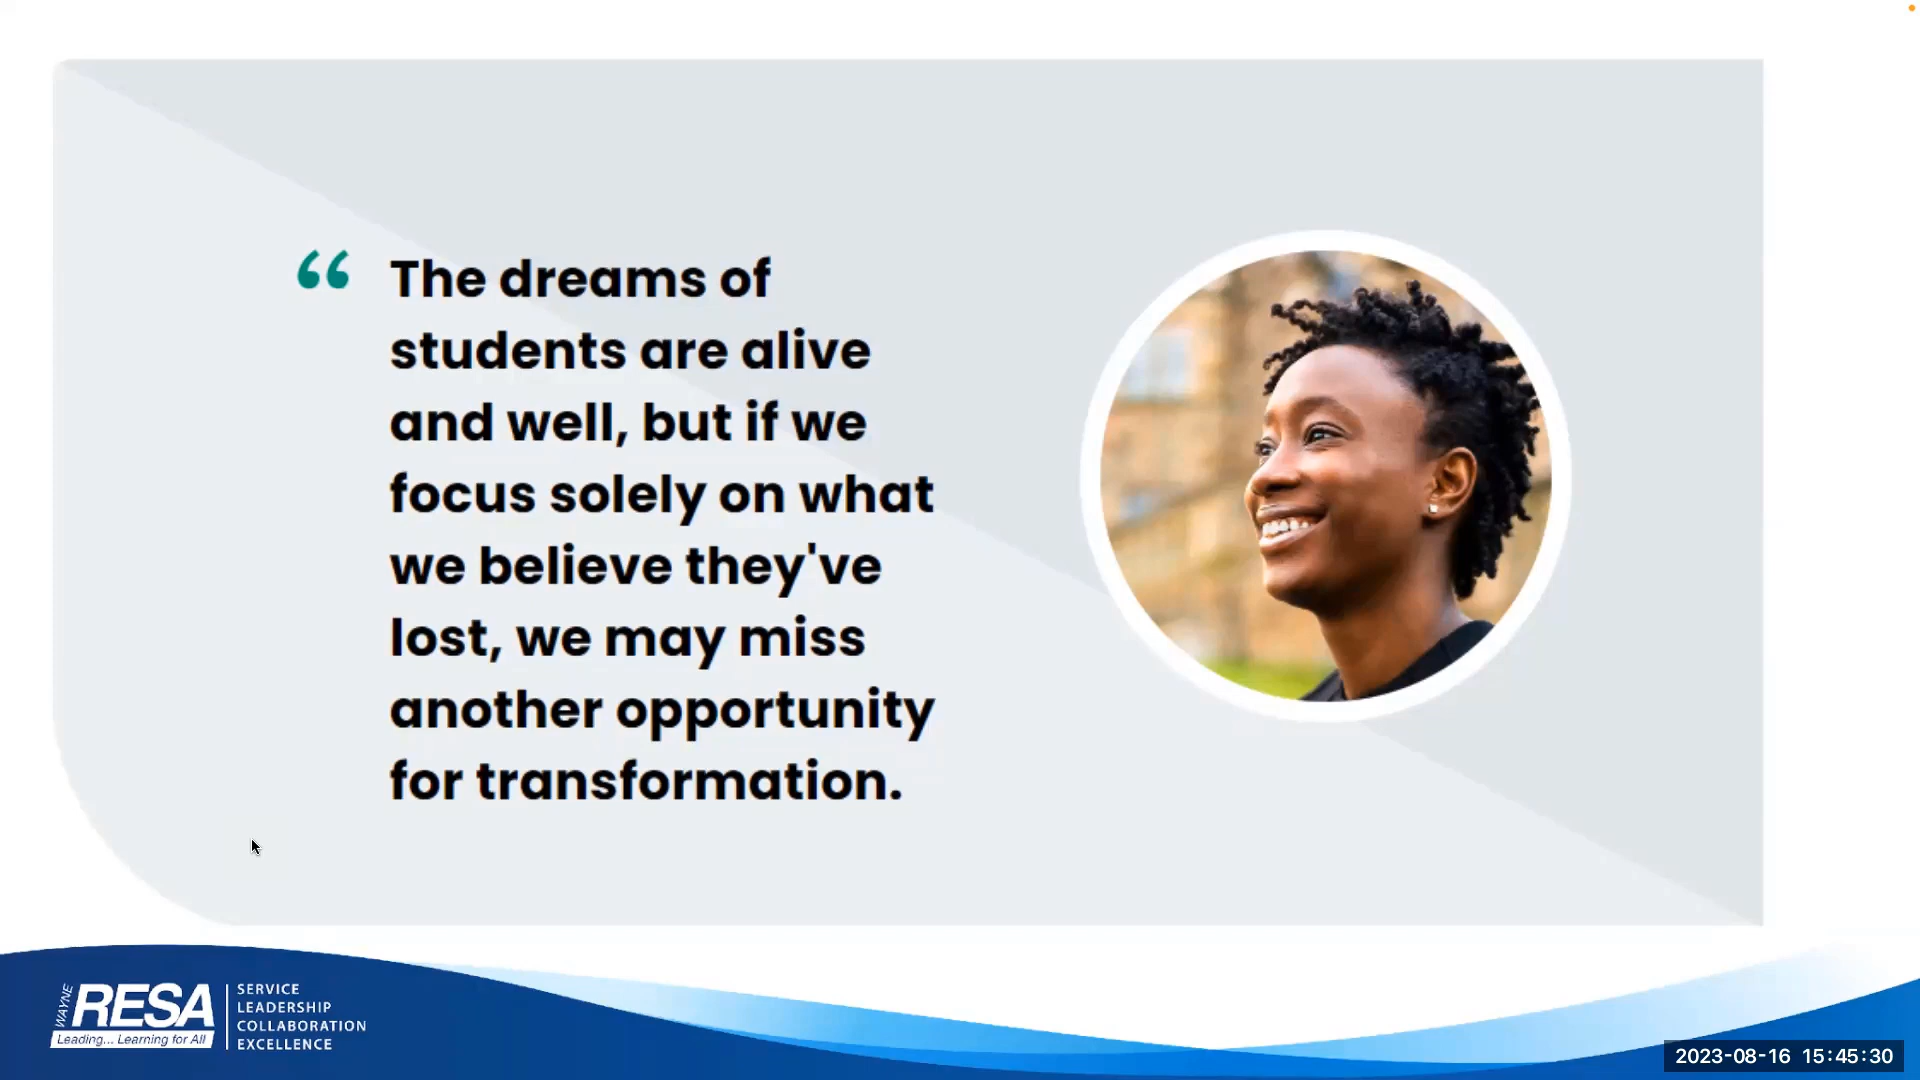 “ The dreams of
students are alive
and well, but if we
focus solely on what
we believe they've
lost, we may miss
another opportunity
for transformation.
WAYNE RESA
Leading... Learning for All
SERVICE
LEADERSHIP
COLLABORATION
EXCELLENCE
2023-08-16 15:45:30